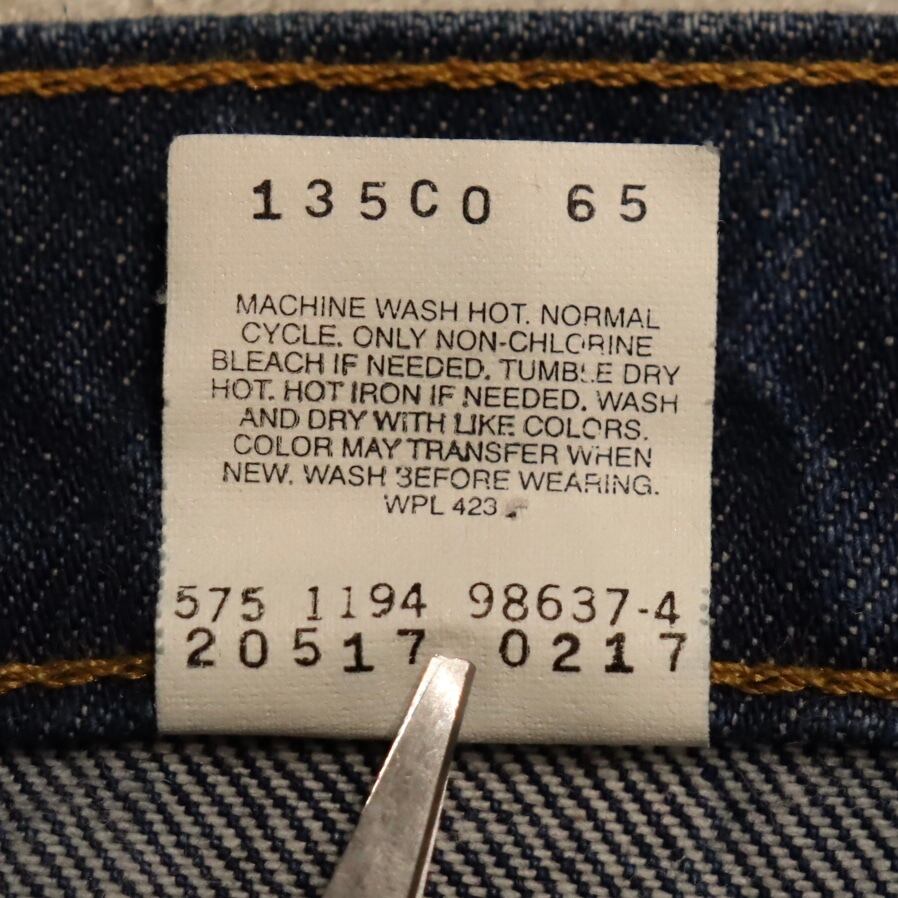 135CO 65
MACHINE WASH HOT. NORMAL
CYCLE. ONLY NON-CHLORINE
BLEACH IF NEEDED. TUMBLE DRY
HOT. HOT IRON IF NEEDED. WASH
AND DRY WITH LIKE COLORS.
COLOR MAY TRANSFER WHEN
NEW. WASH BEFORE WEARING.
WPL 423
575 1194 98637-4
20517 0217